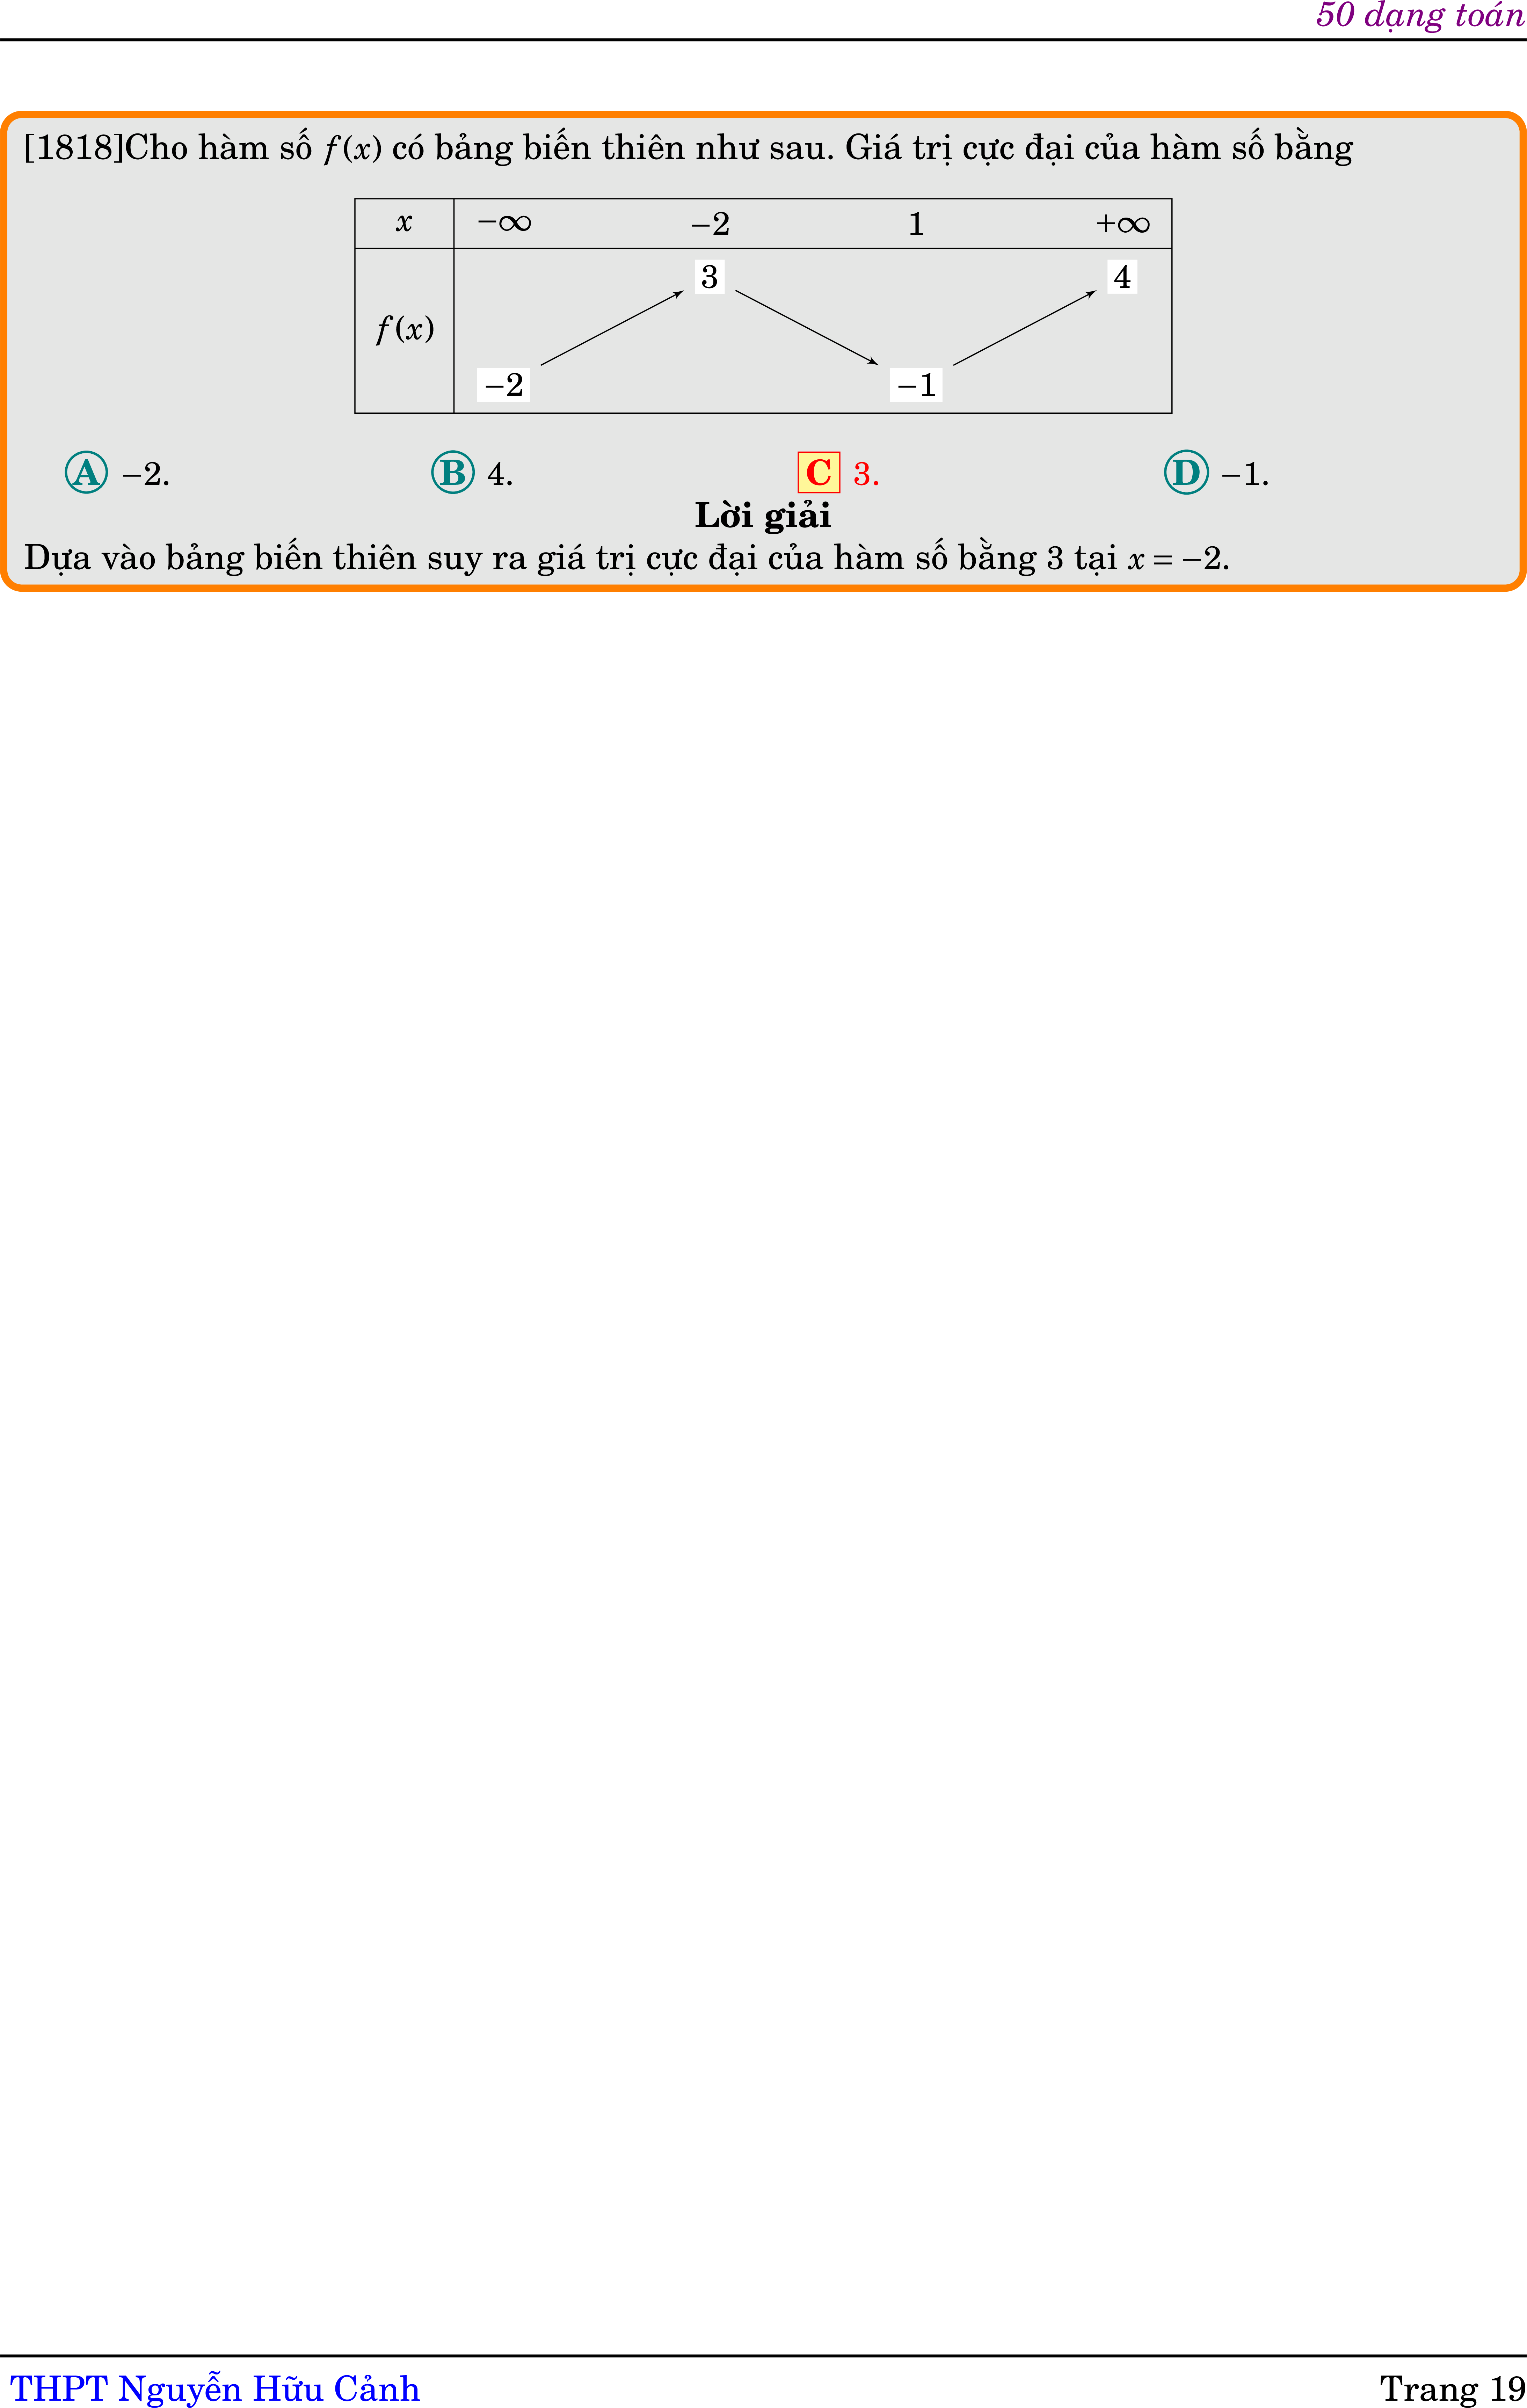 50 dạng toán
[1818]Cho hàm số f(x) có bảng biến thiên như sau. Giá trị cực đại của hàm số bằng
x −∞ −2 1 +∞
3 4
f(x)
−2 −1
A −2. B 4. C 3. D −1.
Lời giải
Dựa vào bảng biến thiên suy ra giá trị cực đại của hàm số bằng 3 tại x = −2.
THPT Nguyễn Hữu Cảnh Trang 19